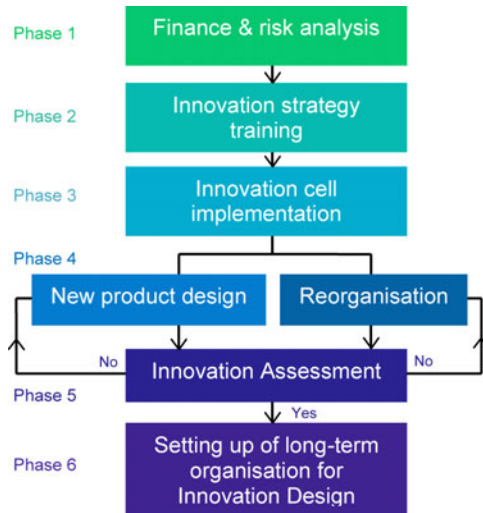 Phase 1
Finance & risk analysis
Phase 2
Innovation strategy
training
Phase 3
Innovation cell
implementation
Phase 4
New product design
Reorganisation
No
Innovation Assessment
No
Phase 5
Yes
Phase 6
Setting up of long-term
organisation for
Innovation Design